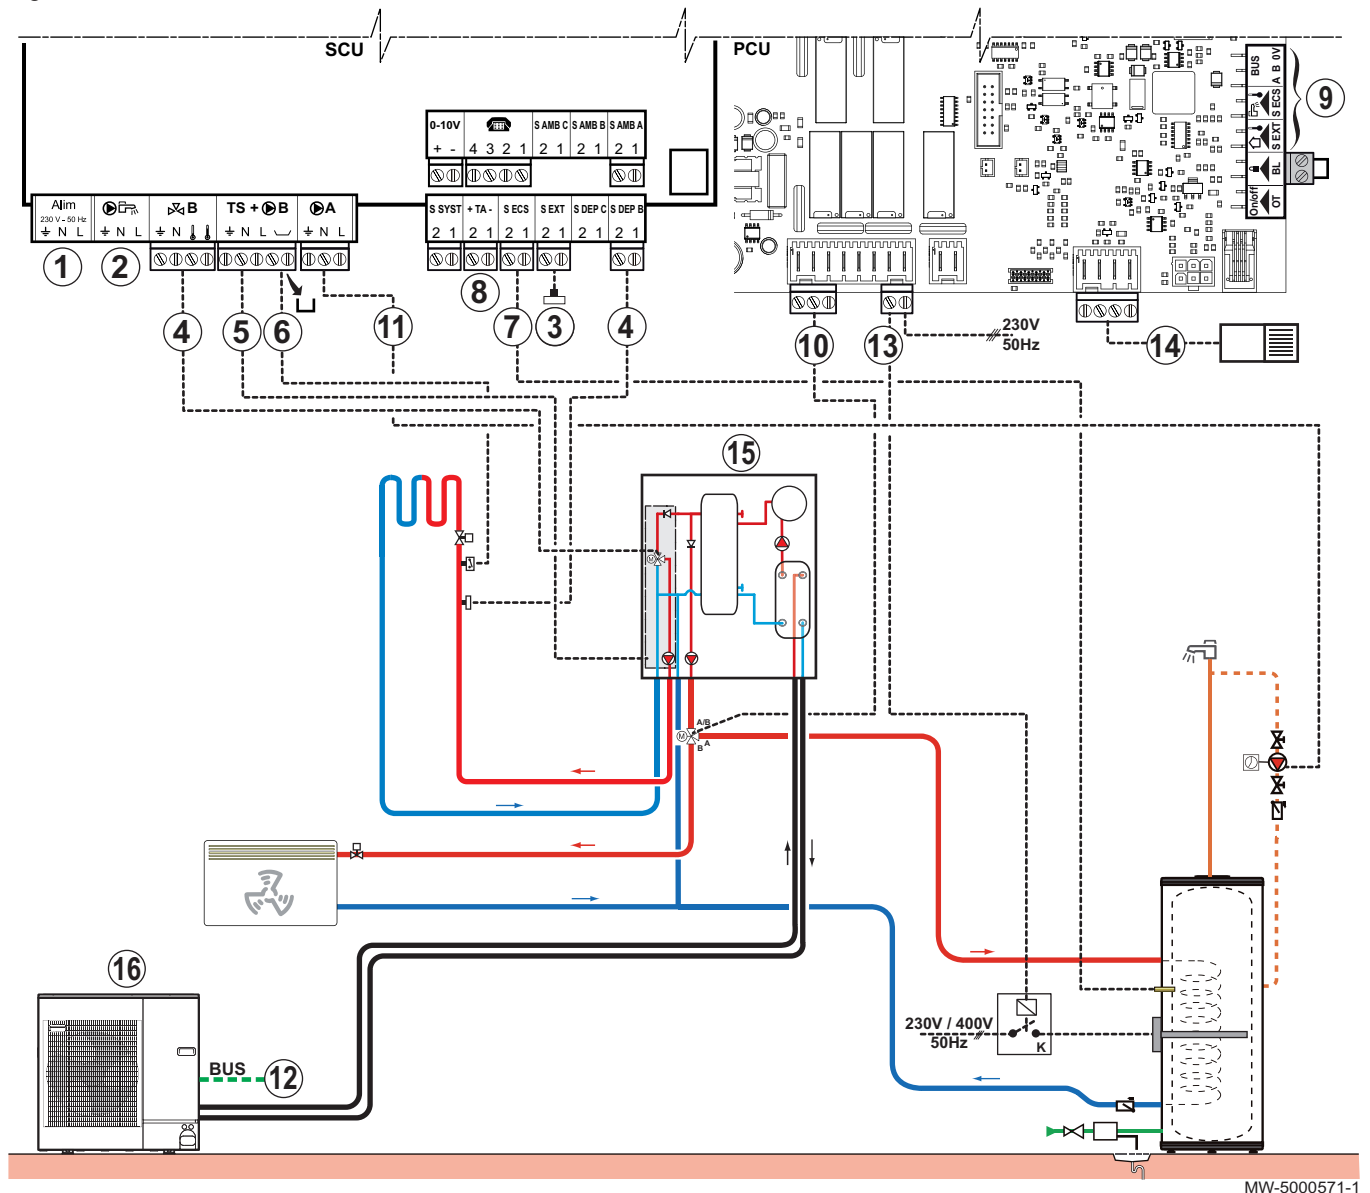 SCU
PCU
0-10V
S AMB C S AMB B S AMB A
+ - 4 3 2 1 2 1 2 1 2 1
Alim
230 V - 50 Hz
N L
N L
B
N
TS + B
N L
A
N L
S SYST + TA - S ECS S EXT S DEP C S DEP B
2 1 2 1 2 1 2 1 2 1 2 1
BUS
A B 0V
S ECS
S EXT
BL
On/off
OT
9
1
2
4
5
6
11
8
7
3
4
10
13
230V
50Hz
14
15
M
A/B
M
B
A
16
BUS
12
230V / 400V
50Hz
K
MW-5000571-1